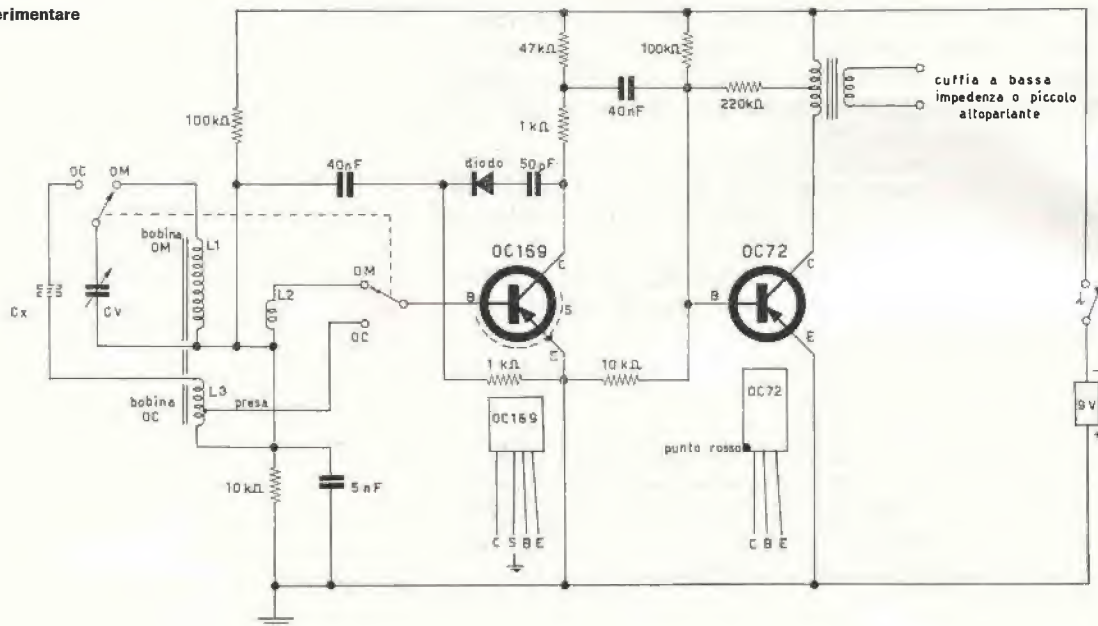 erimentare
47kΩ
100kΩ
cuffia a bassa
impedenza o piccolo
altoparlante
40nF
220kΩ
1kΩ
100kΩ
OC
OM
40nF
diodo
50pF
bobina
OM
L1
OC169
C
OC72
C
OM
L2
B
S
B
Cx
CV
OC
E
E
1kΩ
10kΩ
L3
bobina
OC
presa
OC169
OC72
9V
-
+
punto rosso
10kΩ
5nF
C S B E
C B E